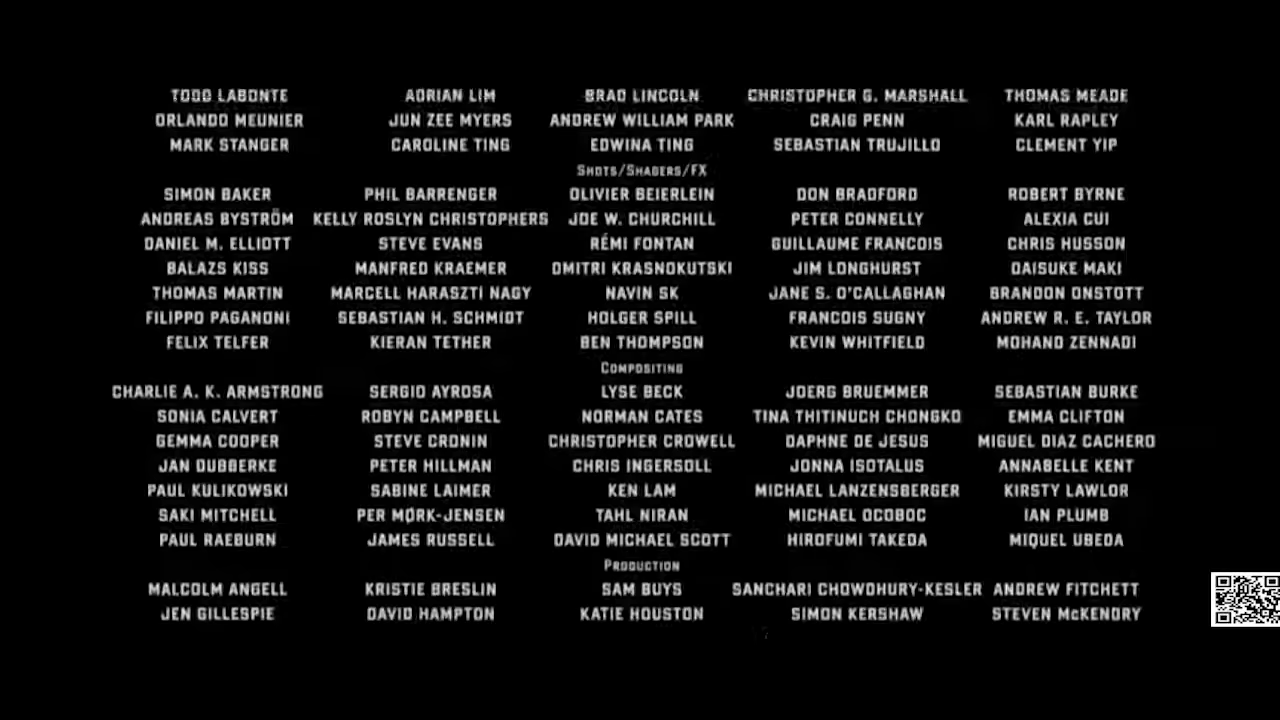 TODD LABONTE ADRIAN LIM BRAD LINCOLN CHRISTOPHER G. MARSHALL THOMAS MEADE
ORLANDO MEUNIER JUN ZEE MYERS ANDREW WILLIAM PARK CRAIG PENN KARL RAPLEY
MARK STANGER CAROLINE TING EDWINA TING SEBASTIAN TRUJILLO CLEMENT YIP
SHOTS/SHADERS/FX
SIMON BAKER PHIL BARRENGER OLIVIER BEIERLEIN DON BRADFORD ROBERT BYRNE
ANDREAS BYSTRÖM KELLY ROSLYN CHRISTOPHERS JOE W. CHURCHILL PETER CONNELLY ALEXIA CUI
DANIEL M. ELLIOTT STEVE EVANS RÉMI FONTAN GUILLAUME FRANCOIS CHRIS HUSSON
BALAZS KISS MANFRED KRAEMER DMITRI KRASNOKUTSKI JIM LONGHURST DAISUKE MAKI
THOMAS MARTIN MARCELL HARASZTI NAGY NAVIN SK JANE S. O'CALLAGHAN BRANDON ONSTOTT
FILIPPO PAGANONI SEBASTIAN H. SCHMIDT HOLGER SPILL FRANCOIS SUGNY ANDREW R. E. TAYLOR
FELIX TELFER KIERAN TETHER BEN THOMPSON KEVIN WHITFIELD MOHAND ZENNADI
COMPOSITING
CHARLIE A. K. ARMSTRONG SERGIO AYROSA LYSE BECK JOERG BRUEMMER SEBASTIAN BURKE
SONIA CALVERT ROBYN CAMPBELL NORMAN CATES TINA THITINUCH CHONGKO EMMA CLIFTON
GEMMA COOPER STEVE CRONIN CHRISTOPHER CROWELL DAPHNE DE JESUS MIGUEL DIAZ CACHERO
JAN DUBBERKE PETER HILLMAN CHRIS INGERSOLL JONNA ISOTALUS ANNABELLE KENT
PAUL KULIKOWSKI SABINE LAIMER KEN LAM MICHAEL LANZENSBERGER KIRSTY LAWLOR
SAKI MITCHELL PER MØRK-JENSEN TAHL NIRAN MICHAEL OCOBOC IAN PLUMB
PAUL RAEBURN JAMES RUSSELL DAVID MICHAEL SCOTT HIROFUMI TAKEDA MIQUEL UBEDA
PRODUCTION
MALCOLM ANGELL KRISTIE BRESLIN SAM BUYS SANCHARI CHOWDHURY-KESLER ANDREW FITCHETT
JEN GILLESPIE DAVID HAMPTON KATIE HOUSTON SIMON KERSHAW STEVEN McKENDRY